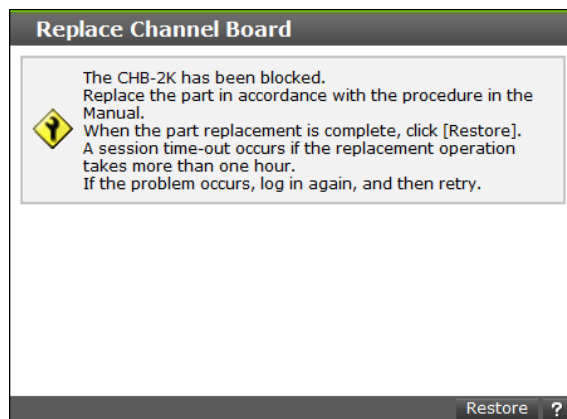 Replace Channel Board
The CHB-2K has been blocked.
Replace the part in accordance with the procedure in the
Manual.
When the part replacement is complete, click [Restore].
A session time-out occurs if the replacement operation
takes more than one hour.
If the problem occurs, log in again, and then retry.
Restore ?